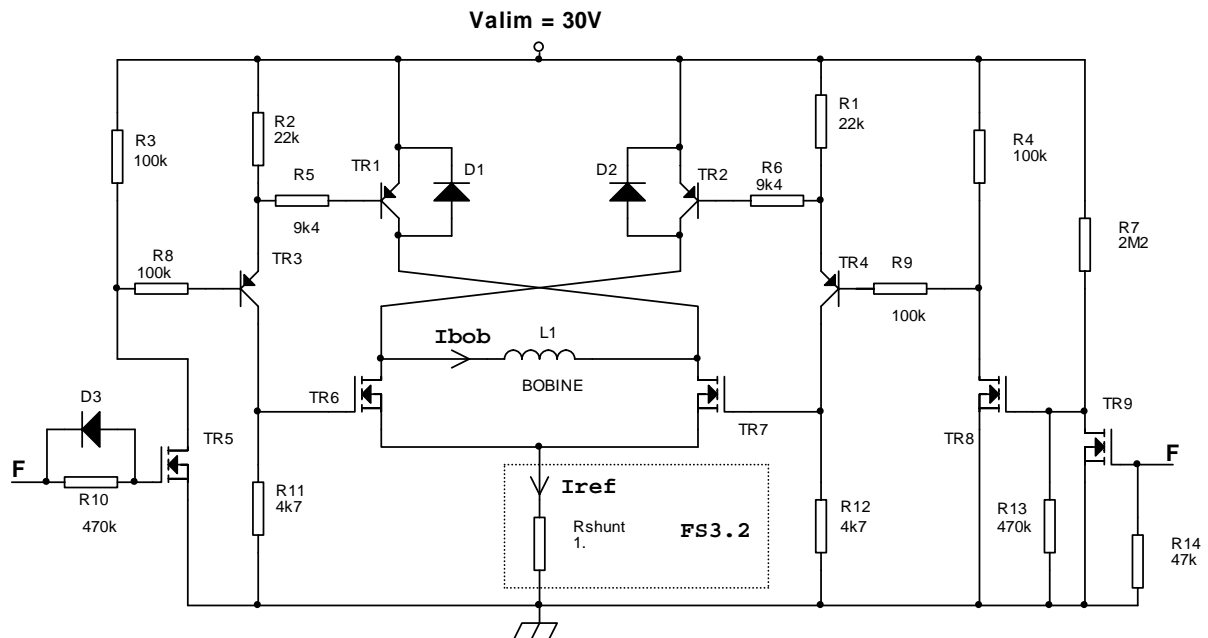 Valim = 30V
R3
100k
R2
22k
R5
9k4
TR1
D1
D2
TR2
R6
9k4
R1
22k
R4
100k
R7
2M2
R8
100k
TR3
TR4
R9
100k
Ibob
L1
BOBINE
TR6
TR7
TR8
TR9
D3
TR5
F
F
R10
470k
R11
4k7
Iref
Rshunt
1.
FS3.2
R12
4k7
R13
470k
R14
47k